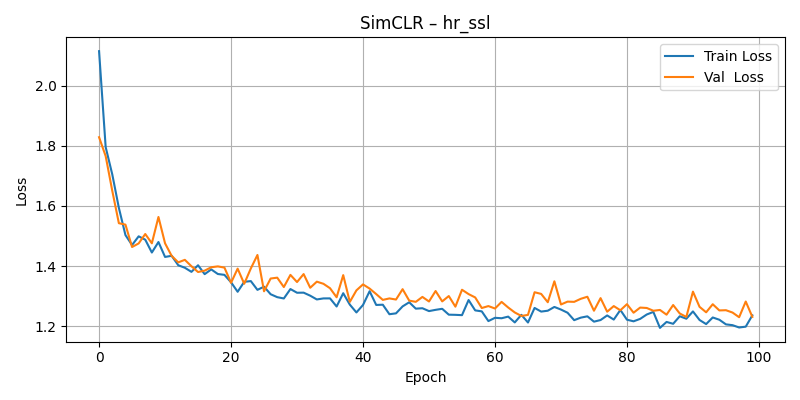 SimCLR – hr_ssl
Train Loss
Val  Loss
Loss
2.0
1.8
1.6
1.4
1.2
0 20 40 60 80 100
Epoch